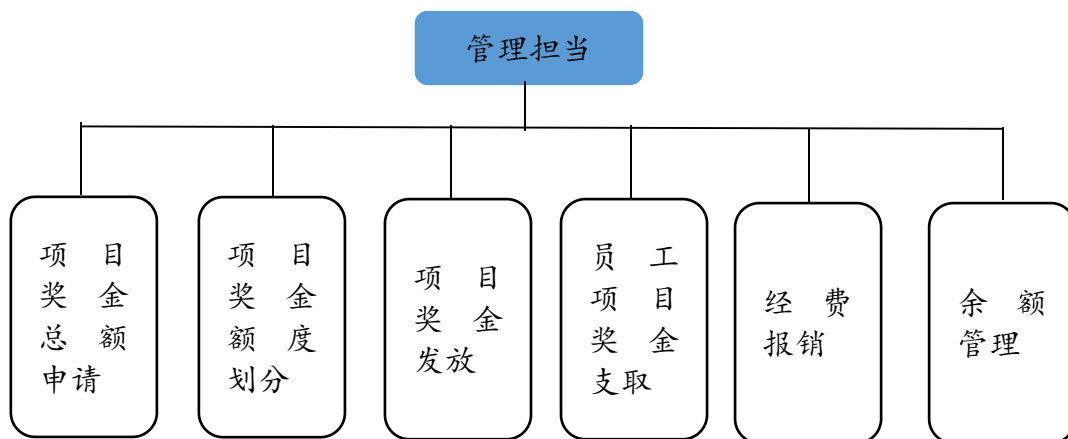 管理担当
项目
奖金
总额
申请
项目
奖金
额度
划分
项目
奖金
发放
员工
项目
奖金
支取
经费
报销
余额
管理